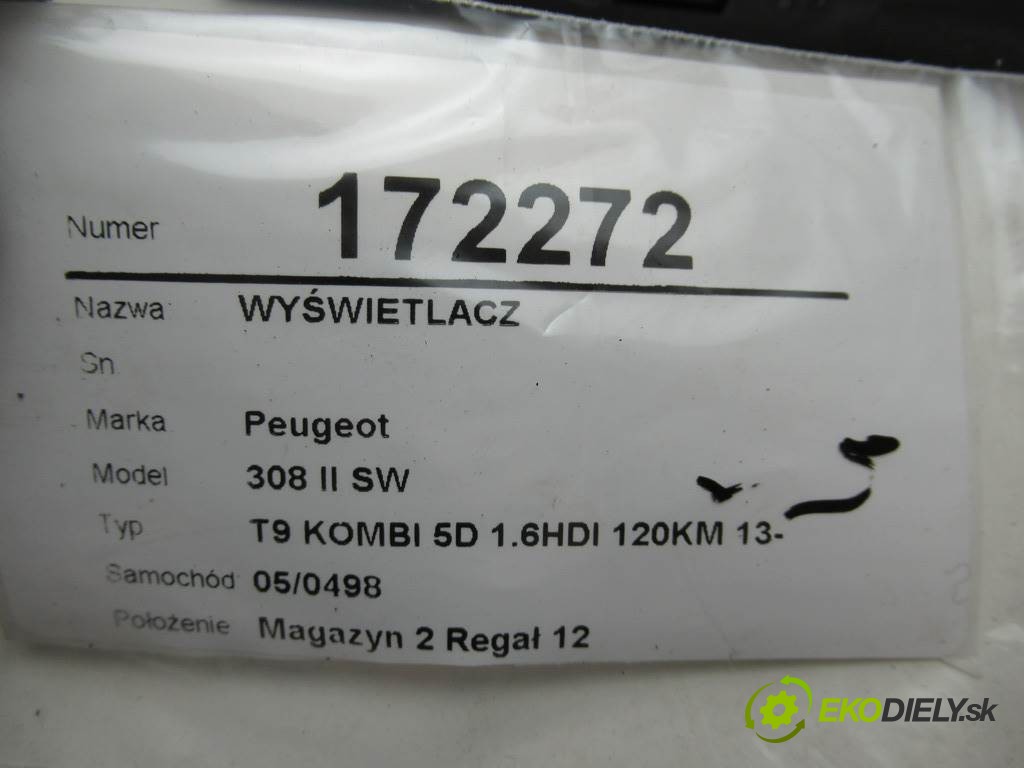 Numer 172272
Nazwa WYŚWIETLACZ
Sn
Marka Peugeot
Model 308 II SW
Typ T9 KOMBI 5D 1.6HDI 120KM 13-
Samochód 05/0498
Położenie Magazyn 2 Regał 12
EKODIELY.sk